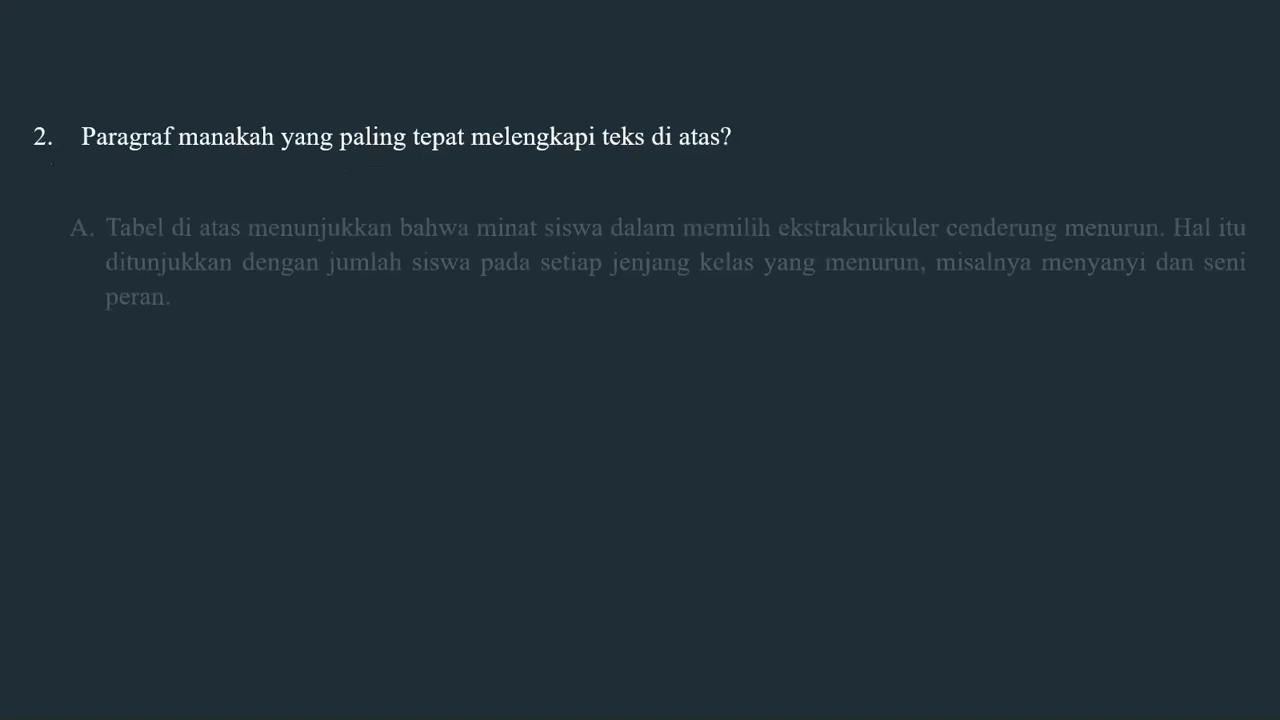 2. Paragraf manakah yang paling tepat melengkapi teks di atas?
A. Tabel di atas menunjukkan bahwa minat siswa dalam memilih ekstrakurikuler cenderung menurun. Hal itu
ditunjukkan dengan jumlah siswa pada setiap jenjang kelas yang menurun, misalnya menyanyi dan seni
peran.